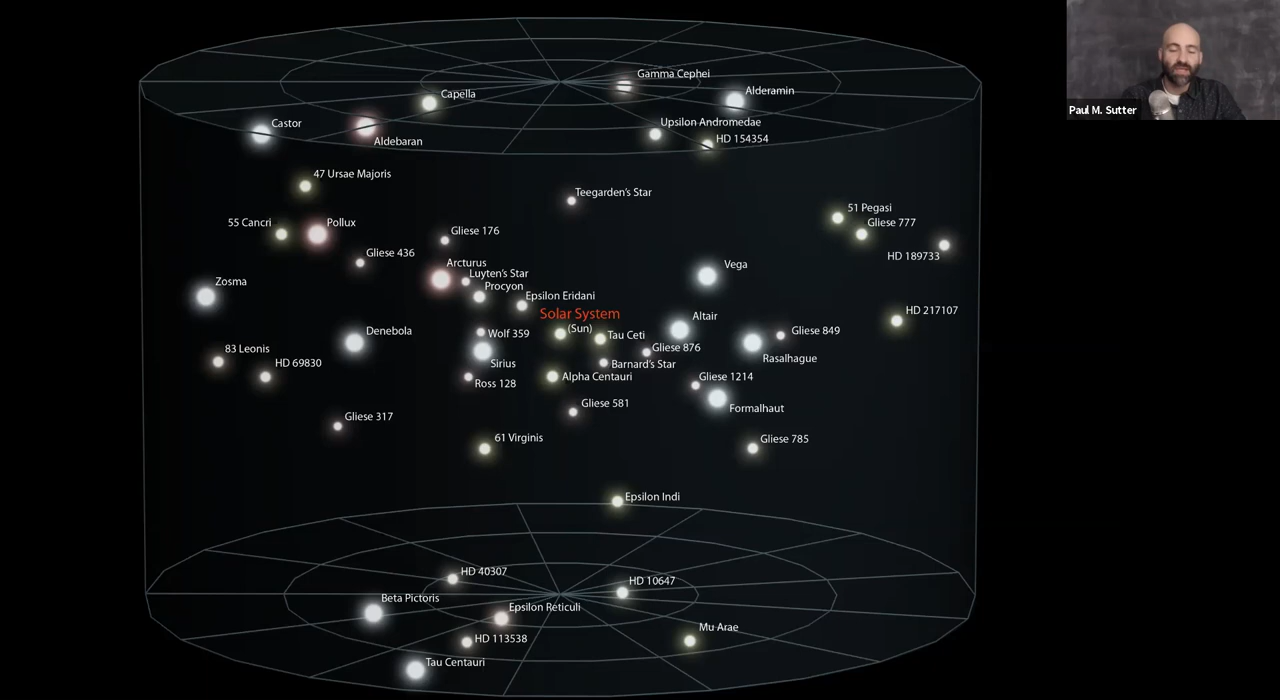 Gamma Cephei
Paul M. Sutter
Capella
Alderamin
Castor
Upsilon Andromedae
Aldebaran
HD 154354
47 Ursae Majoris
Teegarden's Star
55 Cancri
Pollux
51 Pegasi
Gliese 777
Gliese 176
Gliese 436
HD 189733
Arcturus
Vega
Luyten's Star
Zosma
Procyon
Epsilon Eridani
HD 217107
Solar System
(Sun)
Altair
Denebola
Wolf 359
Tau Ceti
Gliese 849
83 Leonis
Gliese 876
Rasalhague
HD 69830
Sirius
Barnard's Star
Ross 128
Alpha Centauri
Gliese 1214
Gliese 581
Formalhaut
Gliese 317
61 Virginis
Gliese 785
Epsilon Indi
HD 40307
HD 10647
Beta Pictoris
Epsilon Reticuli
Mu Arae
HD 113538
Tau Centauri